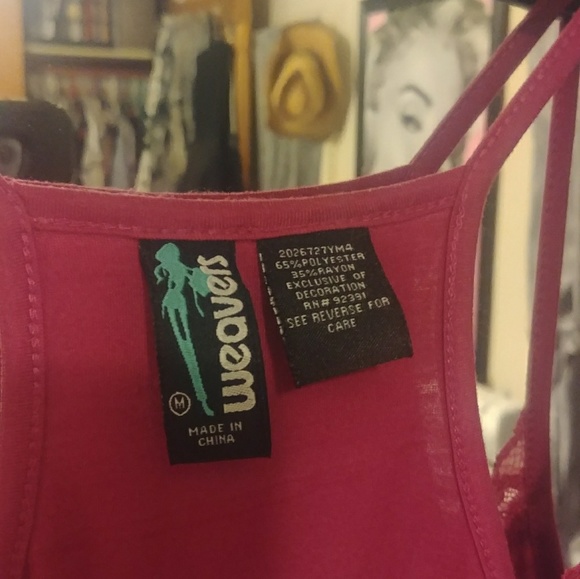 weavers
M
MADE IN
CHINA
2026727YM4
65%POLYESTER
35%RAYON
EXCLUSIVE OF
DECORATION
RN# 92391
SEE REVERSE FOR
CARE